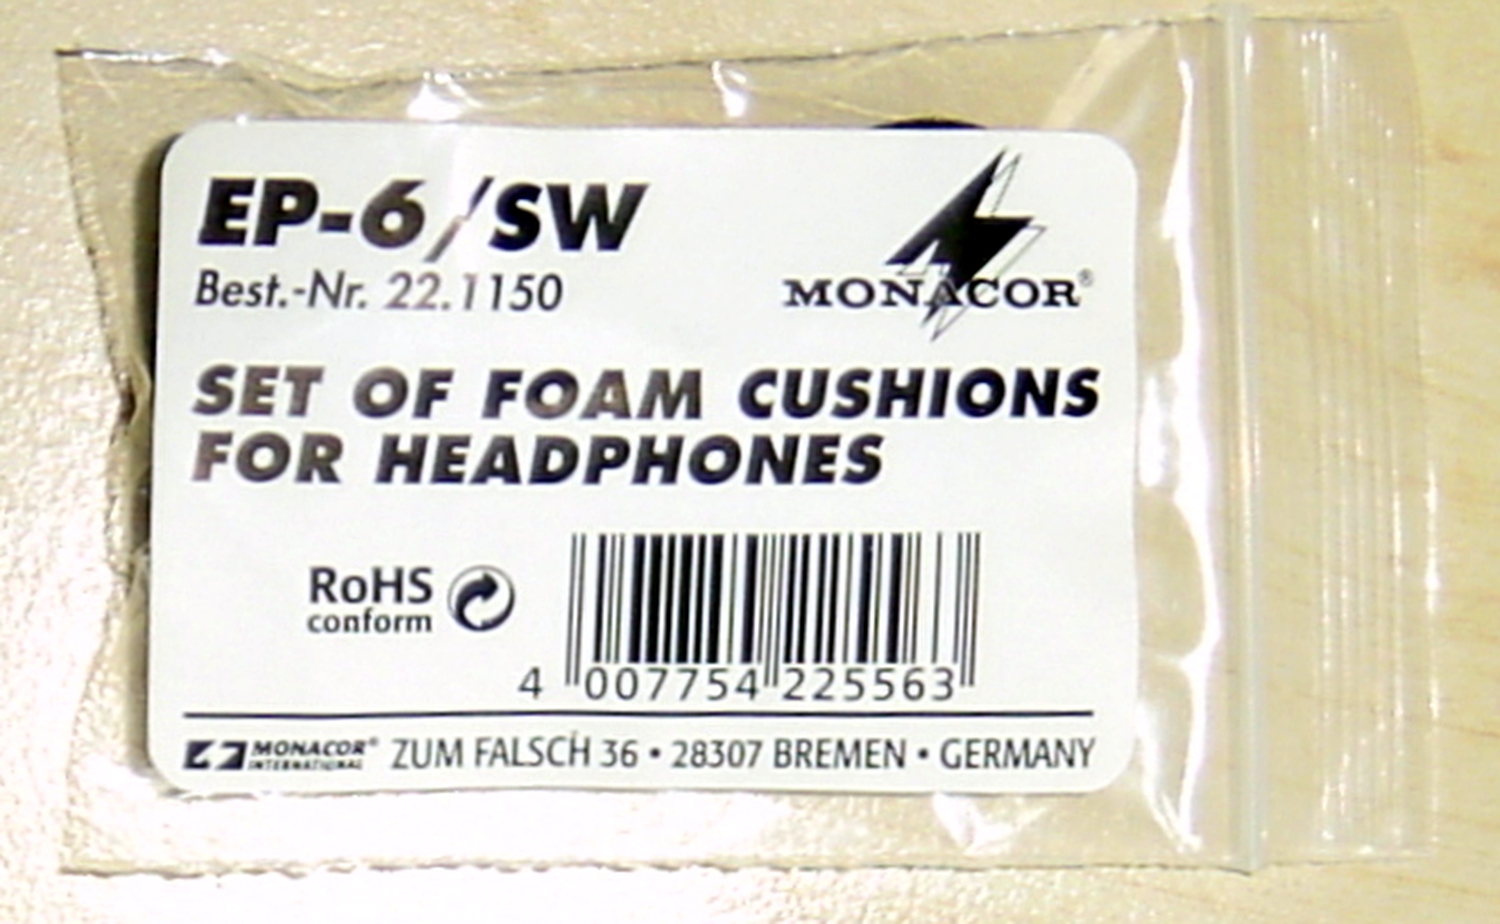 EP-6/SW
Best.-Nr. 22.1150
MONACOR®
SET OF FOAM CUSHIONS
FOR HEADPHONES
RoHS
conform
4 007754 225563
MONACOR® INTERNATIONAL ZUM FALSCH 36 • 28307 BREMEN • GERMANY